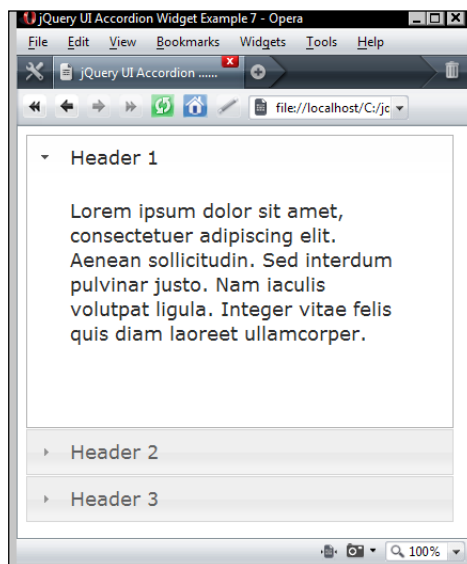 jQuery UI Accordion Widget Example 7 - Opera
File Edit View Bookmarks Widgets Tools Help
jQuery UI Accordion ......
file://localhost/C:/jc
Header 1
Lorem ipsum dolor sit amet,
consectetuer adipiscing elit.
Aenean sollicitudin. Sed interdum
pulvinar justo. Nam iaculis
volutpat ligula. Integer vitae felis
quis diam laoreet ullamcorper.
Header 2
Header 3
100%